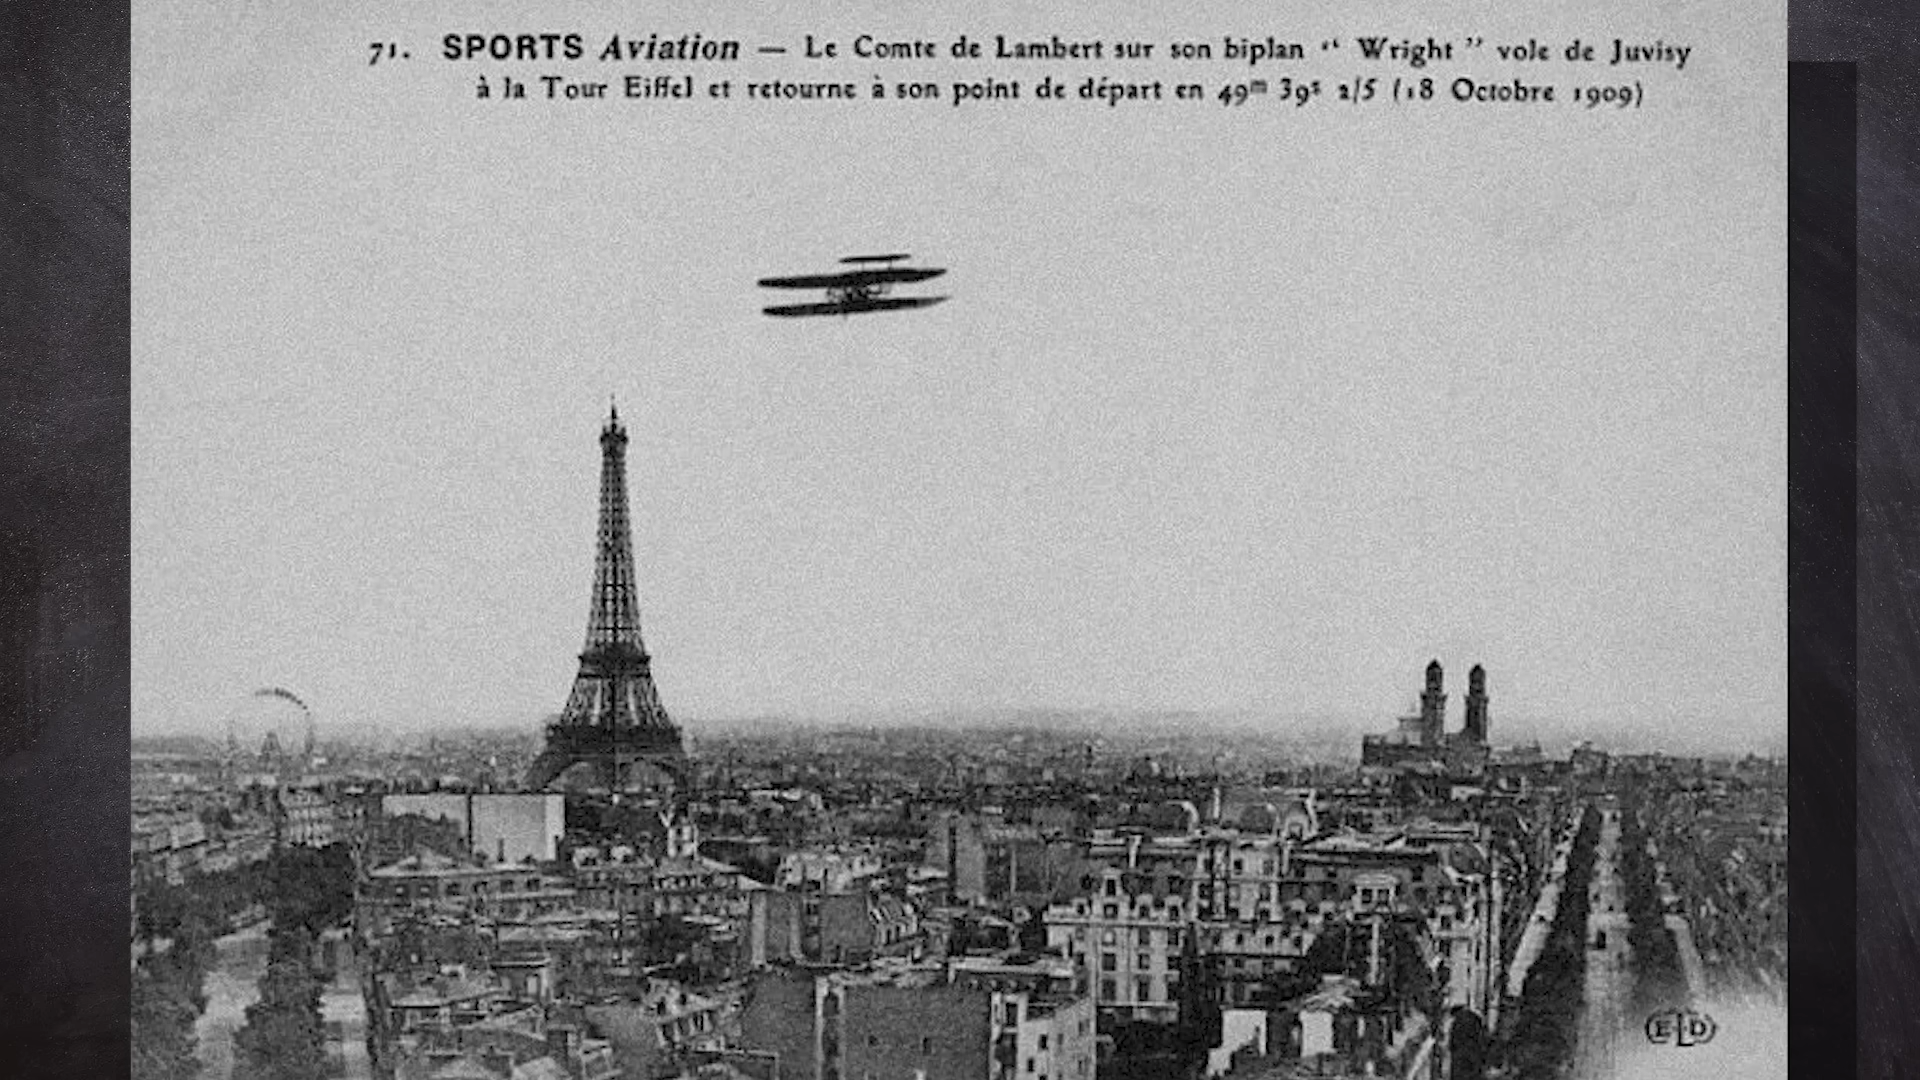 71. SPORTS Aviation — Le Comte de Lambert sur son biplan “ Wright ” vole de Juvisy
à la Tour Eiffel et retourne à son point de départ en 49ᵐ 39ˢ 2/5 (18 Octobre 1909)
ELD